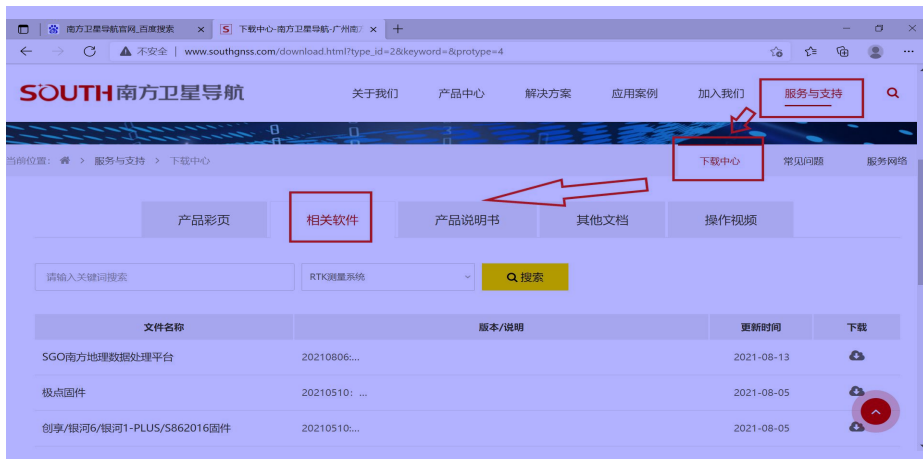 南方卫星导航官网_百度搜索
下载中心-南方卫星导航-广州南
不安全 | www.southgnss.com/download.html?type_id=2&keyword=&protype=4
SOUTH南方卫星导航 关于我们 产品中心 解决方案 应用案例 加入我们 服务与支持
当前位置: > 服务与支持 > 下载中心 下载中心 常见问题 服务网络
产品彩页 相关软件 产品说明书 其他文档 操作视频
请输入关键词搜索 RTK测量系统 搜索
文件名称 版本/说明 更新时间 下载
SGO南方地理数据处理平台 20210806:... 2021-08-13
极点固件 20210510: ... 2021-08-05
创享/银河6/银河1-PLUS/S862016固件 20210510:... 2021-08-05